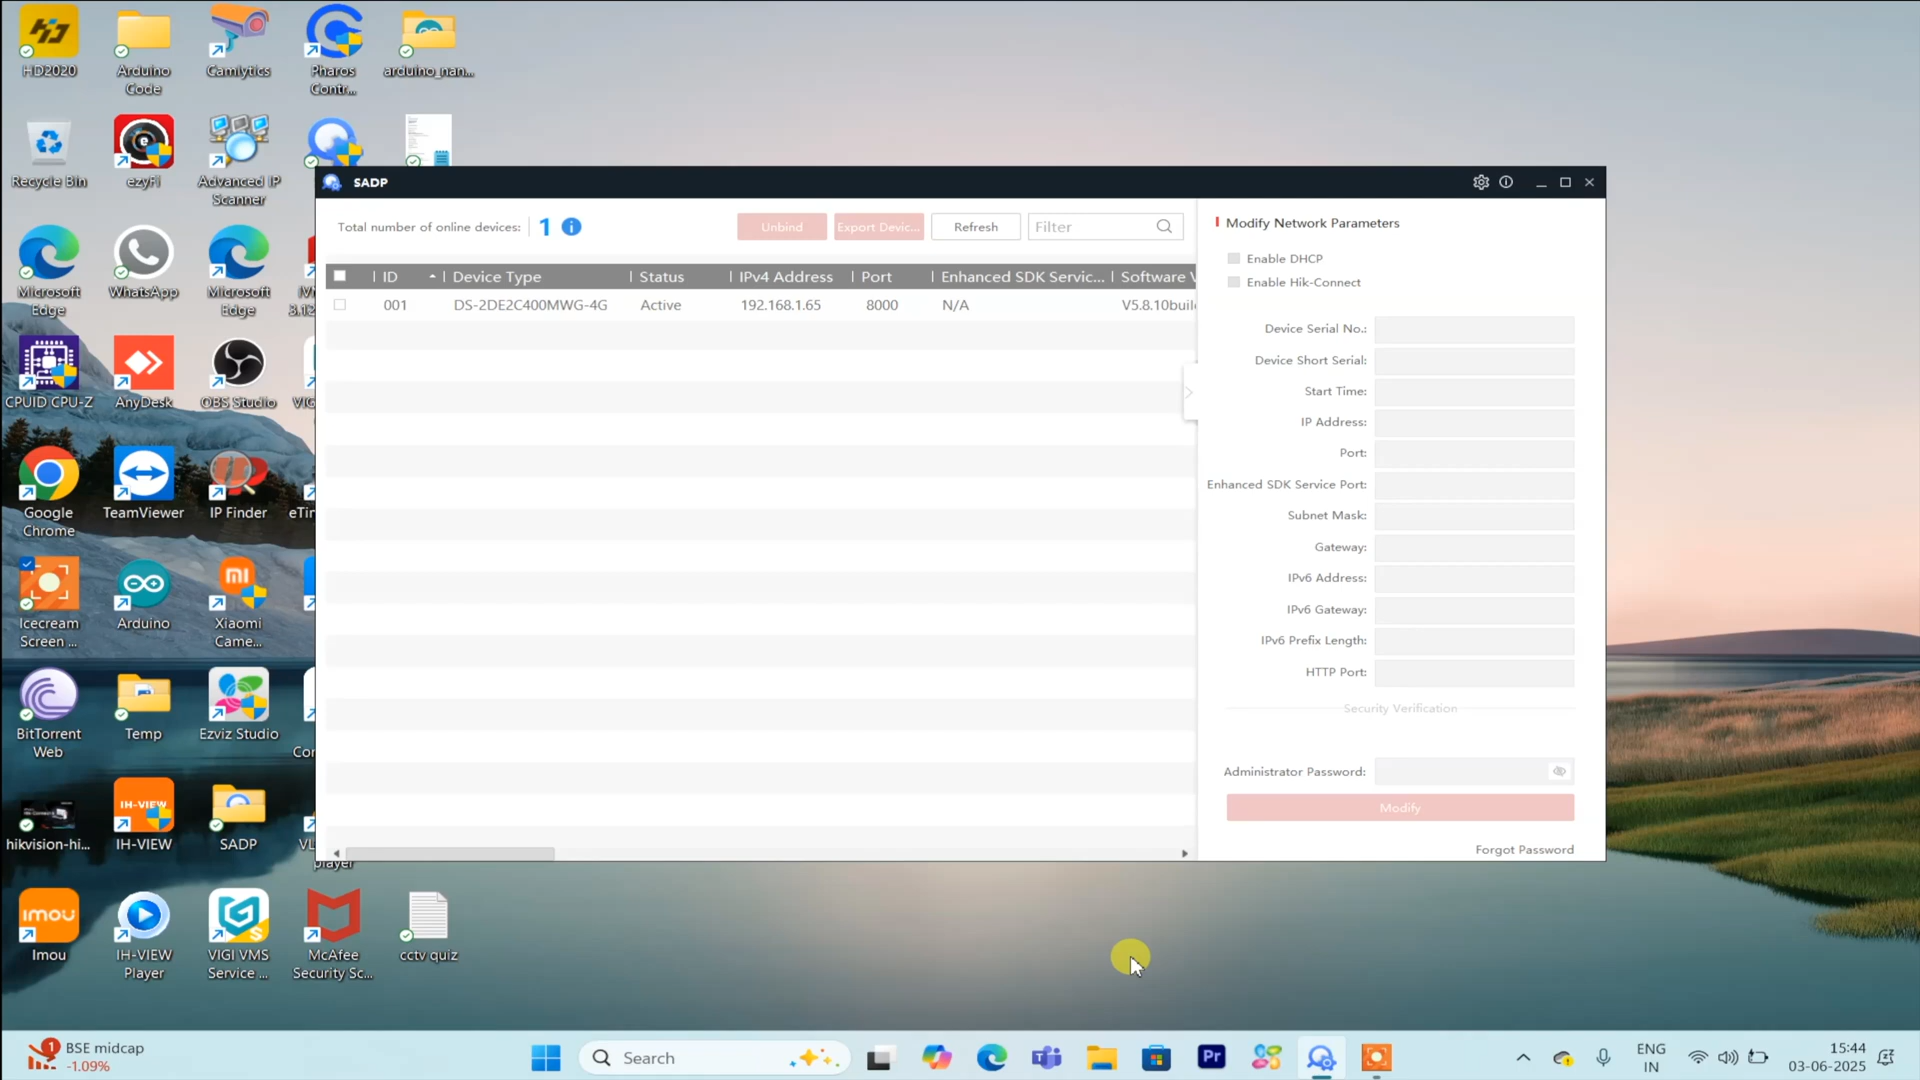 HD2020
Arduino
Code
Camlytics
Pharos
Contr...
arduino_nan...
Recycle Bin
ezyFi
Advanced IP
Scanner
Microsoft
Edge
WhatsApp
Microsoft
Edge
CPUID CPU-Z
AnyDesk
OBS Studio
Google
Chrome
TeamViewer
IP Finder
Icecream
Screen ...
Arduino
Xiaomi
Came...
BitTorrent
Web
Temp
Ezviz Studio
hikvision-hi...
IH-VIEW
IH-VIEW
SADP
player
imou
Imou
IH-VIEW
Player
VIGI VMS
Service ...
McAfee
Security Sc...
cctv quiz
SADP
Total number of online devices: 1
Unbind
Export Devic...
Refresh
Filter
ID
Device Type
Status
IPv4 Address
Port
Enhanced SDK Servic...
Software V
001
DS-2DE2C400MWG-4G
Active
192.168.1.65
8000
N/A
V5.8.10buil
Modify Network Parameters
Enable DHCP
Enable Hik-Connect
Device Serial No.:
Device Short Serial:
Start Time:
IP Address:
Port:
Enhanced SDK Service Port:
Subnet Mask:
Gateway:
IPv6 Address:
IPv6 Gateway:
IPv6 Prefix Length:
HTTP Port:
Security Verification
Administrator Password:
Modify
Forgot Password
1
BSE midcap
-1.09%
Search
Pr
ENG
IN
15:44
03-06-2025